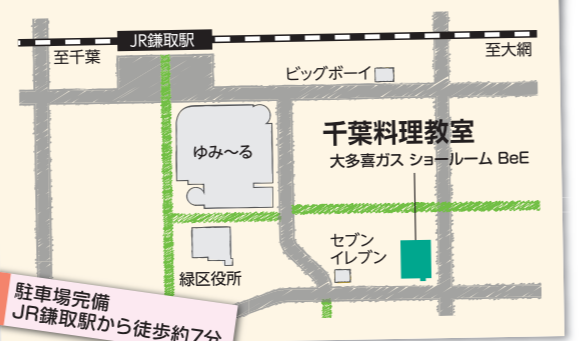 JR鎌取駅
至千葉
至大網
ビッグボーイ
千葉料理教室
大多喜ガス ショールーム BeE
ゆみ〜る
セブン
イレブン
緑区役所
駐車場完備
JR鎌取駅から徒歩約7分